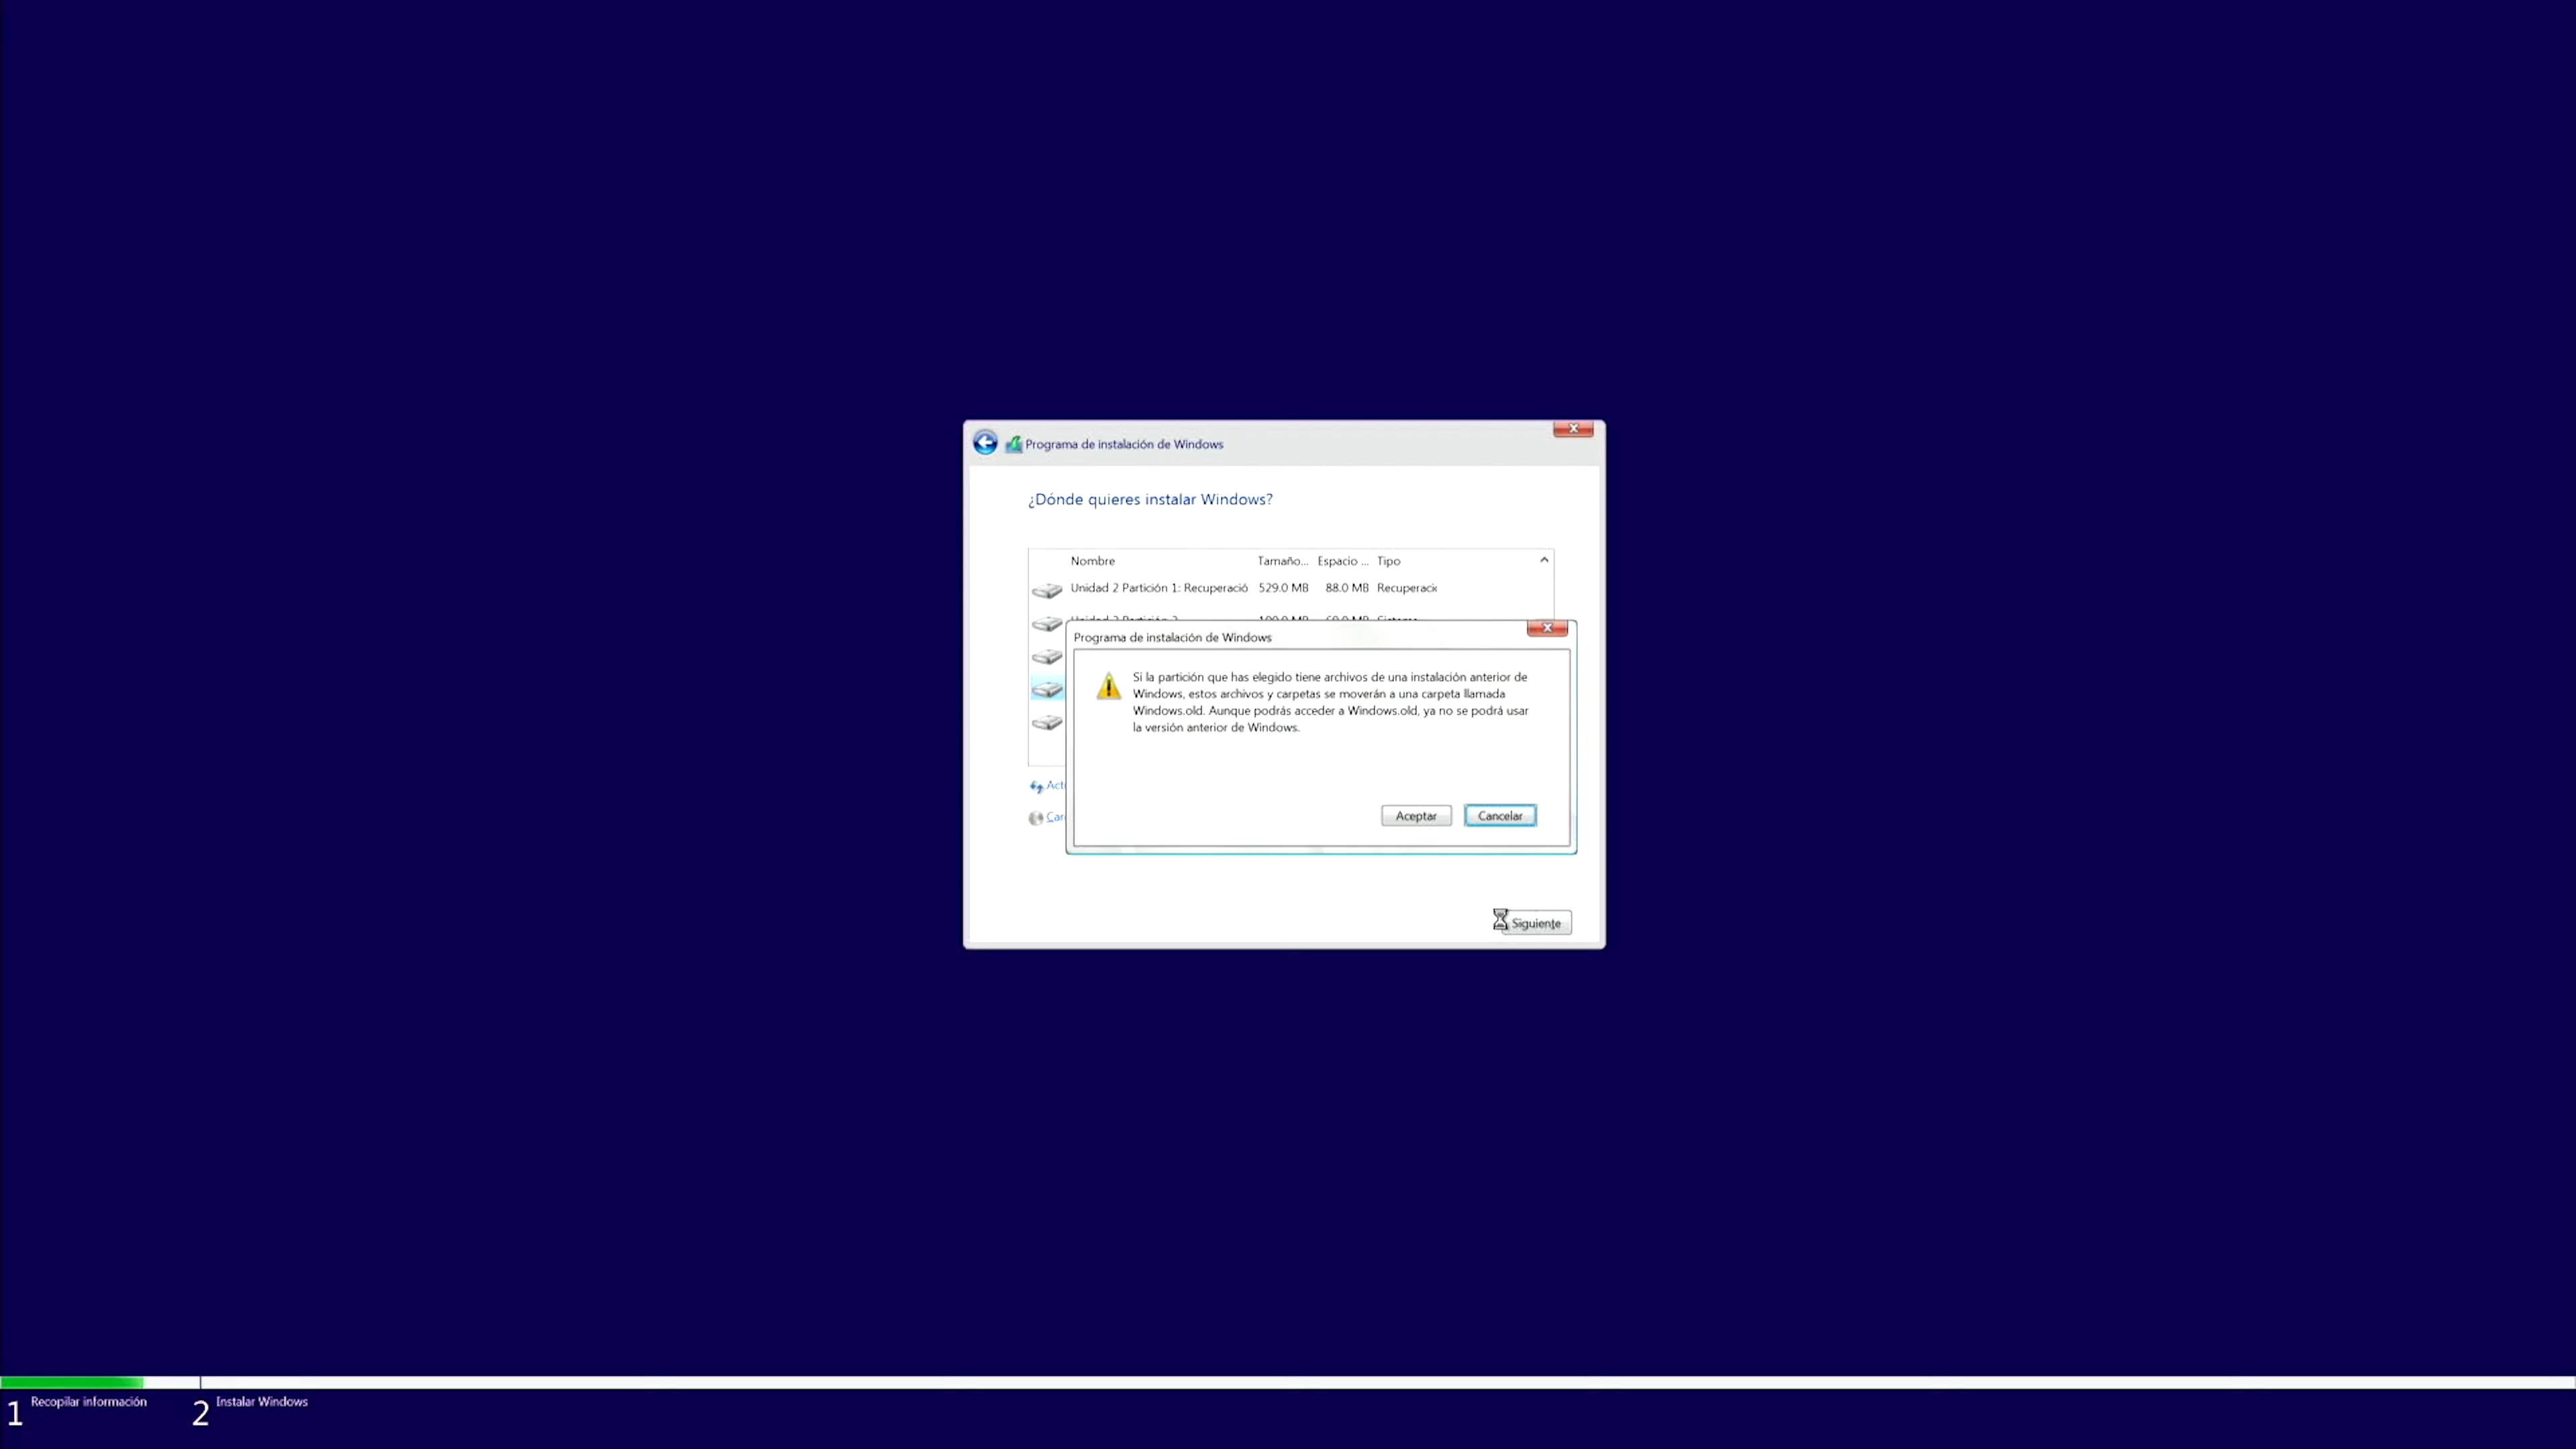 Programa de instalación de Windows
¿Dónde quieres instalar Windows?
Nombre Tamaño... Espacio ... Tipo
Unidad 2 Partición 1: Recuperació 529.0 MB 88.0 MB Recuperació
Programa de instalación de Windows
Si la partición que has elegido tiene archivos de una instalación anterior de
Windows, estos archivos y carpetas se moverán a una carpeta llamada
Windows.old. Aunque podrás acceder a Windows.old, ya no se podrá usar
la versión anterior de Windows.
Act
Car
Aceptar Cancelar
Siguiente
1 Recopilar información 2 Instalar Windows